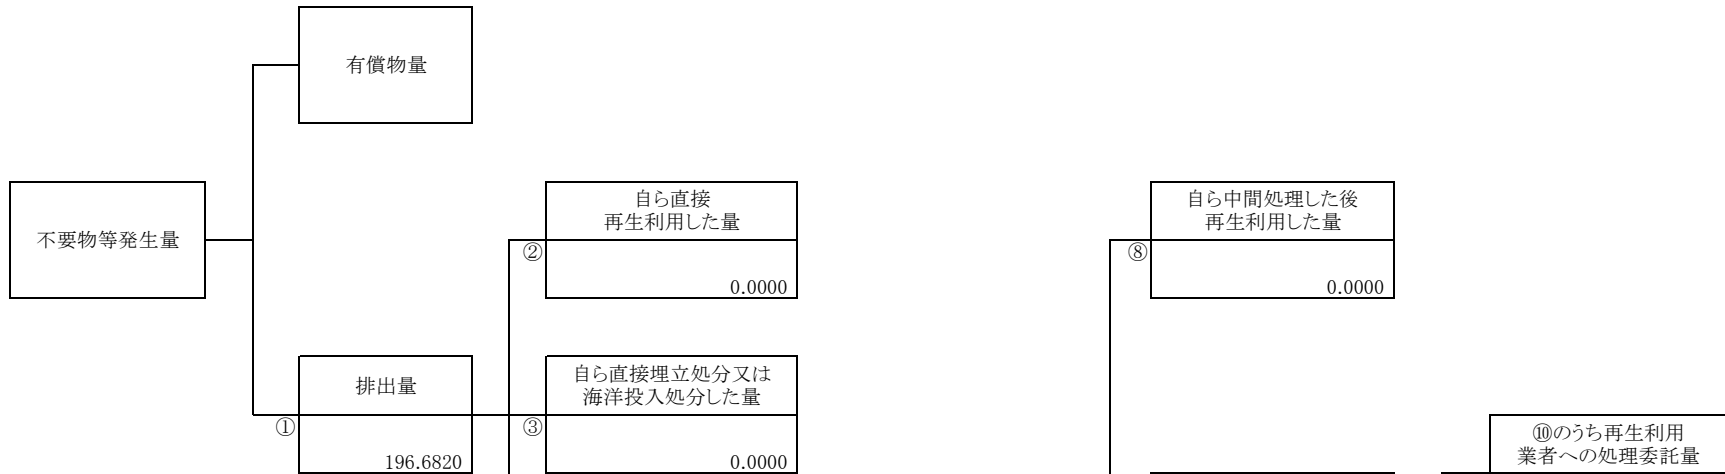 有償物量
不要物等発生量
自ら直接
再生利用した量
②
0.0000
自ら中間処理した後
再生利用した量
⑧
0.0000
排出量
①
196.6820
自ら直接埋立処分又は
海洋投入処分した量
③
0.0000
⑩のうち再生利用
業者への処理委託量